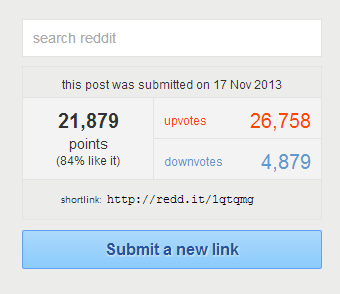 search reddit
this post was submitted on 17 Nov 2013
21,879
points
(84% like it)
upvotes 26,758
downvotes 4,879
shortlink: http://redd.it/1qtqmg
Submit a new link